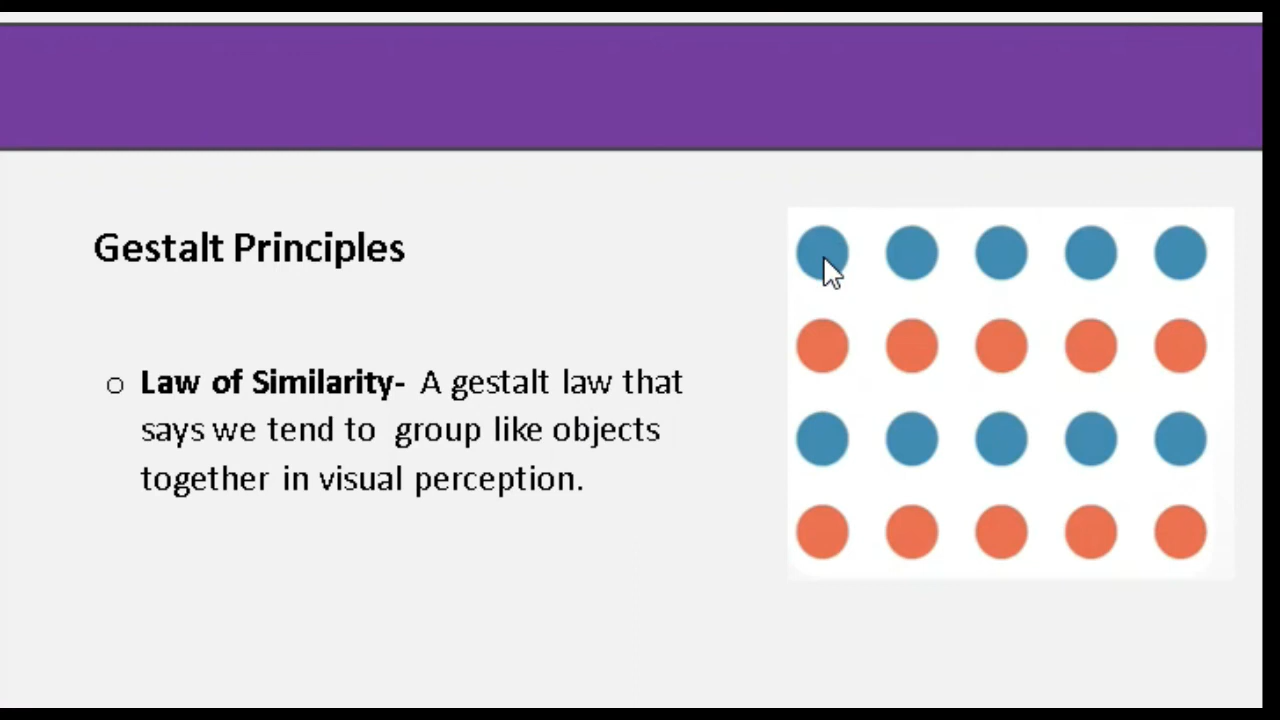 Gestalt Principles
o Law of Similarity- A gestalt law that
says we tend to group like objects
together in visual perception.